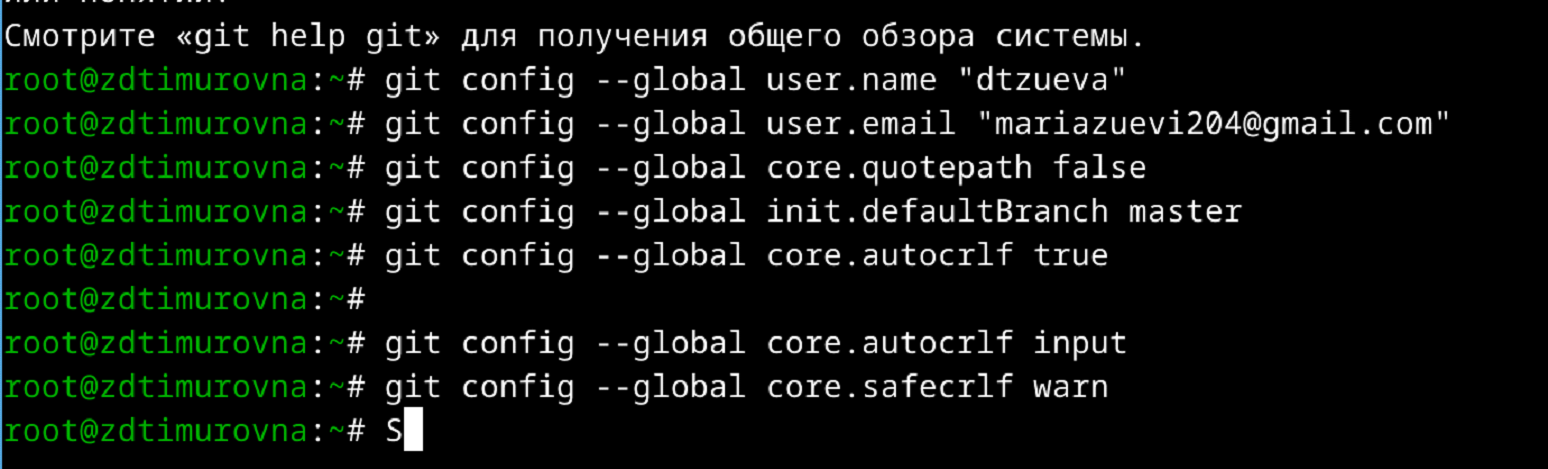 или понятии.
Смотрите «git help git» для получения общего обзора системы.
root@zdtimurovna:~# git config --global user.name "dtzueva"
root@zdtimurovna:~# git config --global user.email "mariazuevi204@gmail.com"
root@zdtimurovna:~# git config --global core.quotepath false
root@zdtimurovna:~# git config --global init.defaultBranch master
root@zdtimurovna:~# git config --global core.autocrlf true
root@zdtimurovna:~#
root@zdtimurovna:~# git config --global core.autocrlf input
root@zdtimurovna:~# git config --global core.safecrlf warn
root@zdtimurovna:~# S